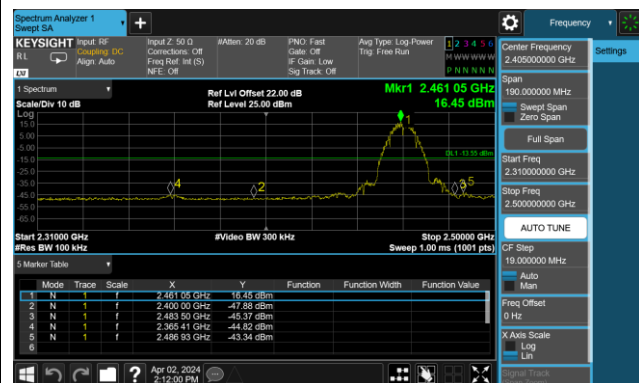 Spectrum Analyzer 1
Swept SA
Frequency
KEYSIGHT
RL
LXI
Input: RF
Coupling: DC
Align: Auto
Input Z: 50 Ω
Corrections: Off
Freq Ref: Int (S)
NFE: Off
#Atten: 20 dB
PNO: Fast
Gate: Off
IF Gain: Low
Sig Track: Off
Avg Type: Log-Power
Trig: Free Run
1 2 3 4 5 6
M W W W W W
P N N N N N
Center Frequency
2.405000000 GHz
Settings
Span
190.000000 MHz
Swept Span
Zero Span
Full Span
Start Freq
2.310000000 GHz
Stop Freq
2.500000000 GHz
AUTO TUNE
CF Step
19.000000 MHz
Auto
Man
Freq Offset
0 Hz
X Axis Scale
Log
Lin
Signal Track
1 Spectrum
Scale/Div 10 dB
Ref Lvl Offset 22.00 dB
Ref Level 25.00 dBm
Mkr1 2.461 05 GHz
16.45 dBm
Log
15.0
5.00
-5.00
-15.0
-25.0
-35.0
-45.0
-55.0
-65.0
1
DL1 -13.55 dBm
4
2
3
5
Start 2.31000 GHz
#Res BW 100 kHz
#Video BW 300 kHz
Stop 2.50000 GHz
Sweep 1.00 ms (1001 pts)
5 Marker Table
Mode Trace Scale X Y Function Function Width Function Value
1 N 1 f 2.461 05 GHz 16.45 dBm
2 N 1 f 2.400 00 GHz -47.88 dBm
3 N 1 f 2.483 50 GHz -45.37 dBm
4 N 1 f 2.365 41 GHz -44.82 dBm
5 N 1 f 2.486 93 GHz -43.34 dBm
6
?
Apr 02, 2024
2:12:00 PM